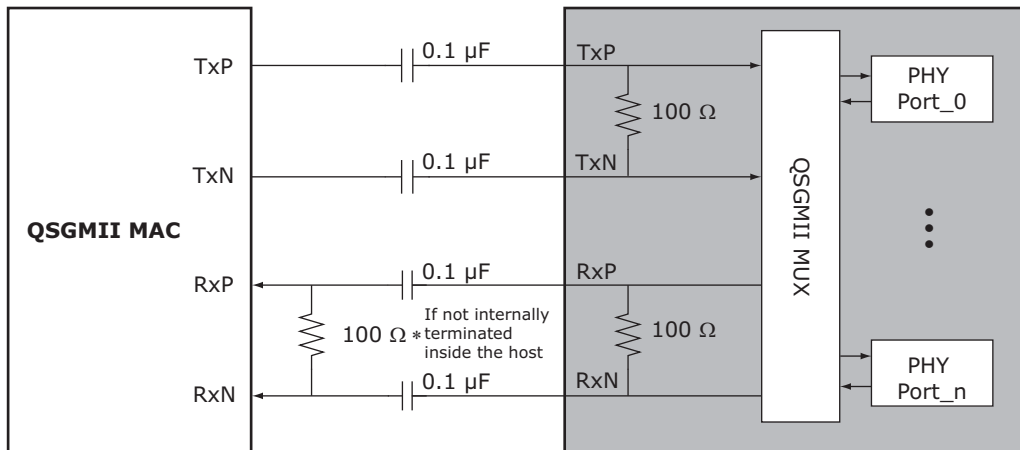 0.1 µF
TxP
TxP
100 Ω
PHY
Port_0
0.1 µF
TxN
TxN
QSGMII MAC
QSGMII MUX
0.1 µF
RxP
RxP
100 Ω *
If not internally
terminated
inside the host
100 Ω
0.1 µF
RxN
RxN
PHY
Port_n